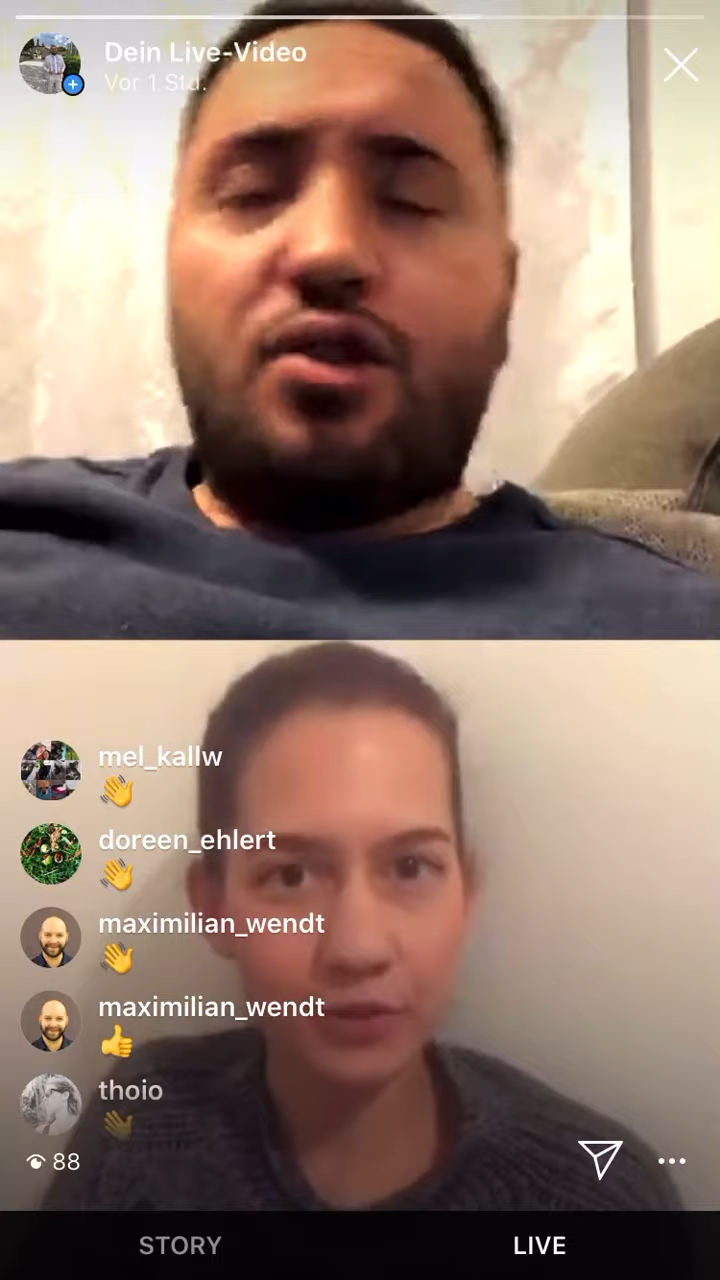 Dein Live-Video
Vor 1 Std.
mel_kallw
👋
doreen_ehlert
👋
maximilian_wendt
👋
maximilian_wendt
👍
thoio
👋
88
STORY
LIVE